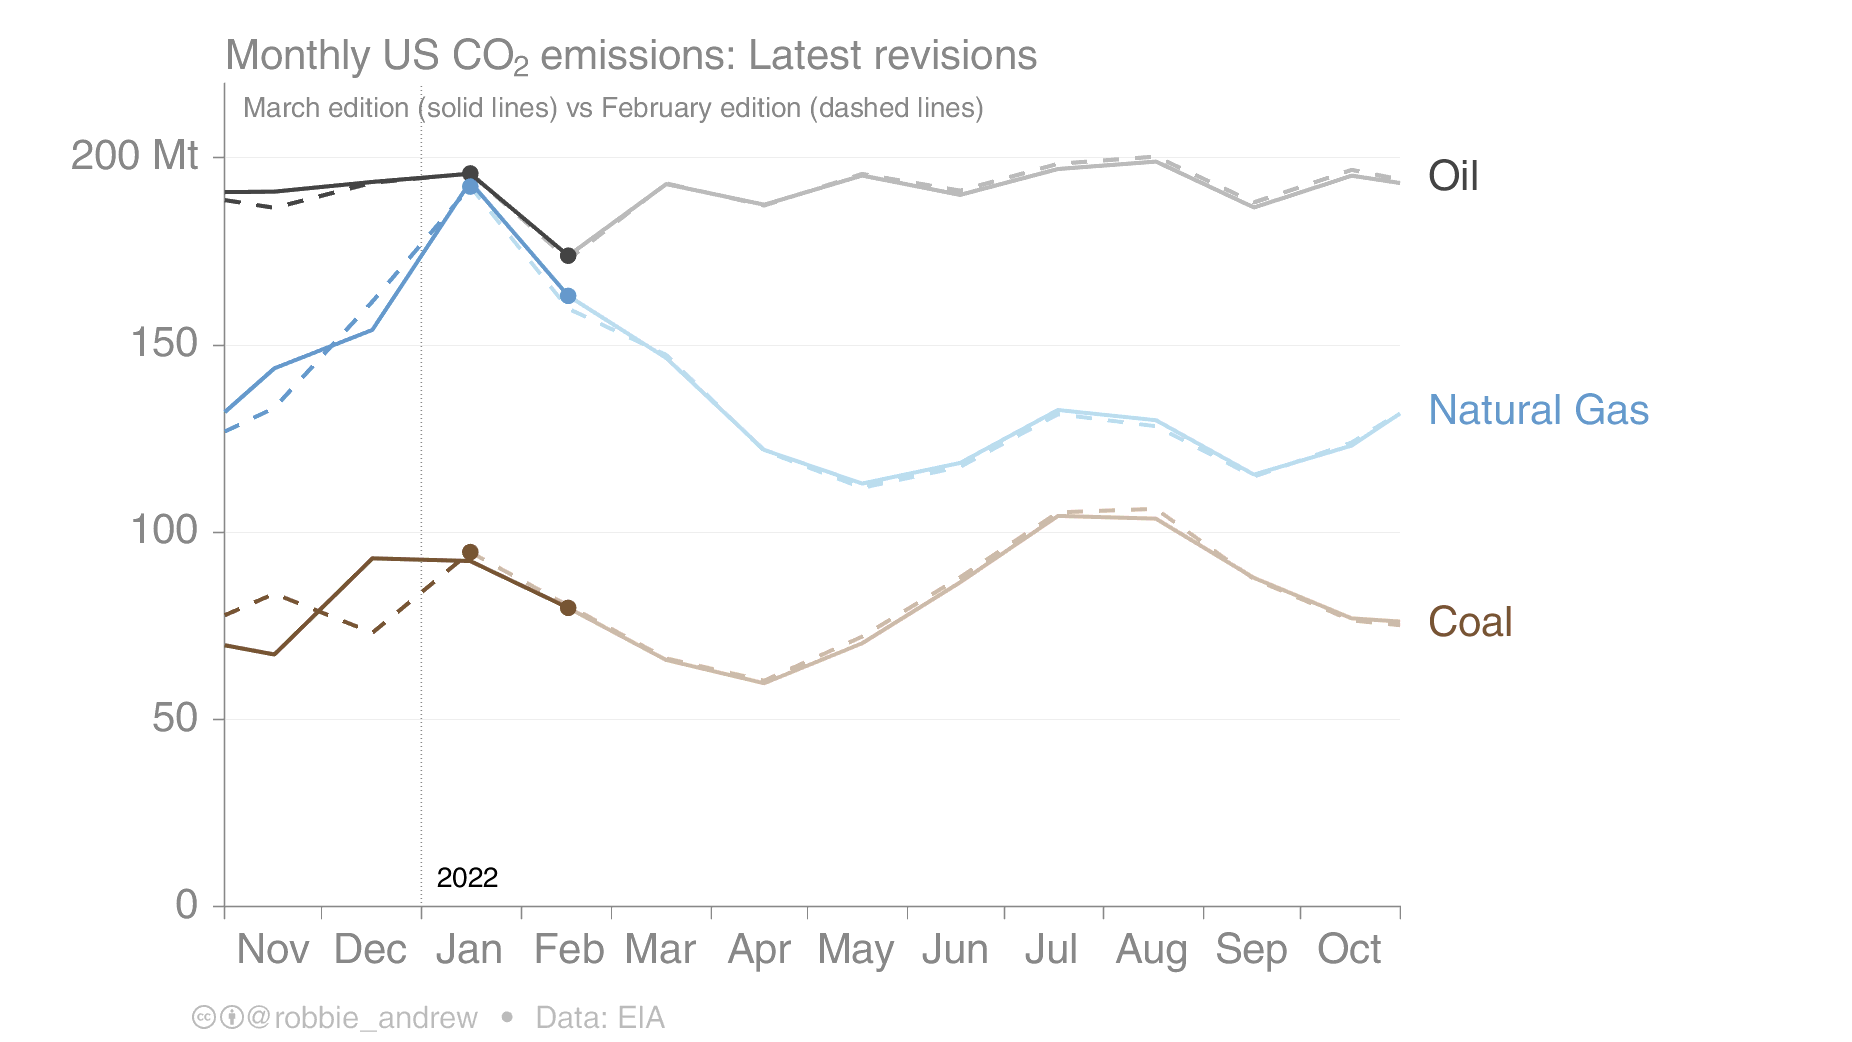 Monthly US CO₂ emissions: Latest revisions
March edition (solid lines) vs February edition (dashed lines)
200 Mt
150
100
50
0
Oil
Natural Gas
Coal
2022
Nov Dec Jan Feb Mar Apr May Jun Jul Aug Sep Oct
@robbie_andrew • Data: EIA